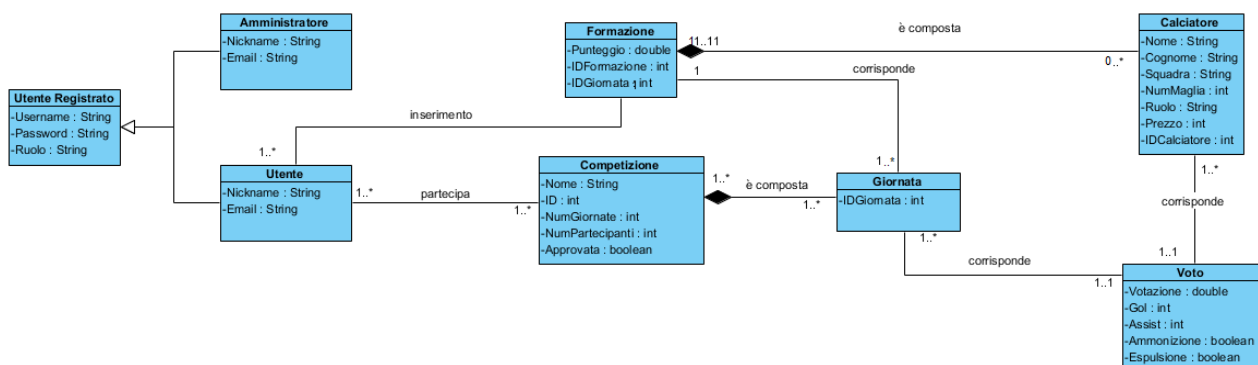 Amministratore
-Nickname : String
-Email : String
Utente Registrato
-Username : String
-Password : String
-Ruolo : String
Utente
-Nickname : String
-Email : String
Formazione
-Punteggio : double
-IDFormazione : int
-IDGiornata : int
1
11..11
è composta
0..*
1
corrisponde
inserimento
1..*
1..*
partecipa
1..*
Competizione
-Nome : String
-ID : int
-NumGiornate : int
-NumPartecipanti : int
-Approvata : boolean
1..*
è composta
1..*
1..*
Giornata
-IDGiornata : int
1..*
corrisponde
1..1
Calciatore
-Nome : String
-Cognome : String
-Squadra : String
-NumMaglia : int
-Ruolo : String
-Prezzo : int
-IDCalciatore : int
1..*
corrisponde
1..1
Voto
-Votazione : double
-Gol : int
-Assist : int
-Ammonizione : boolean
-Espulsione : boolean